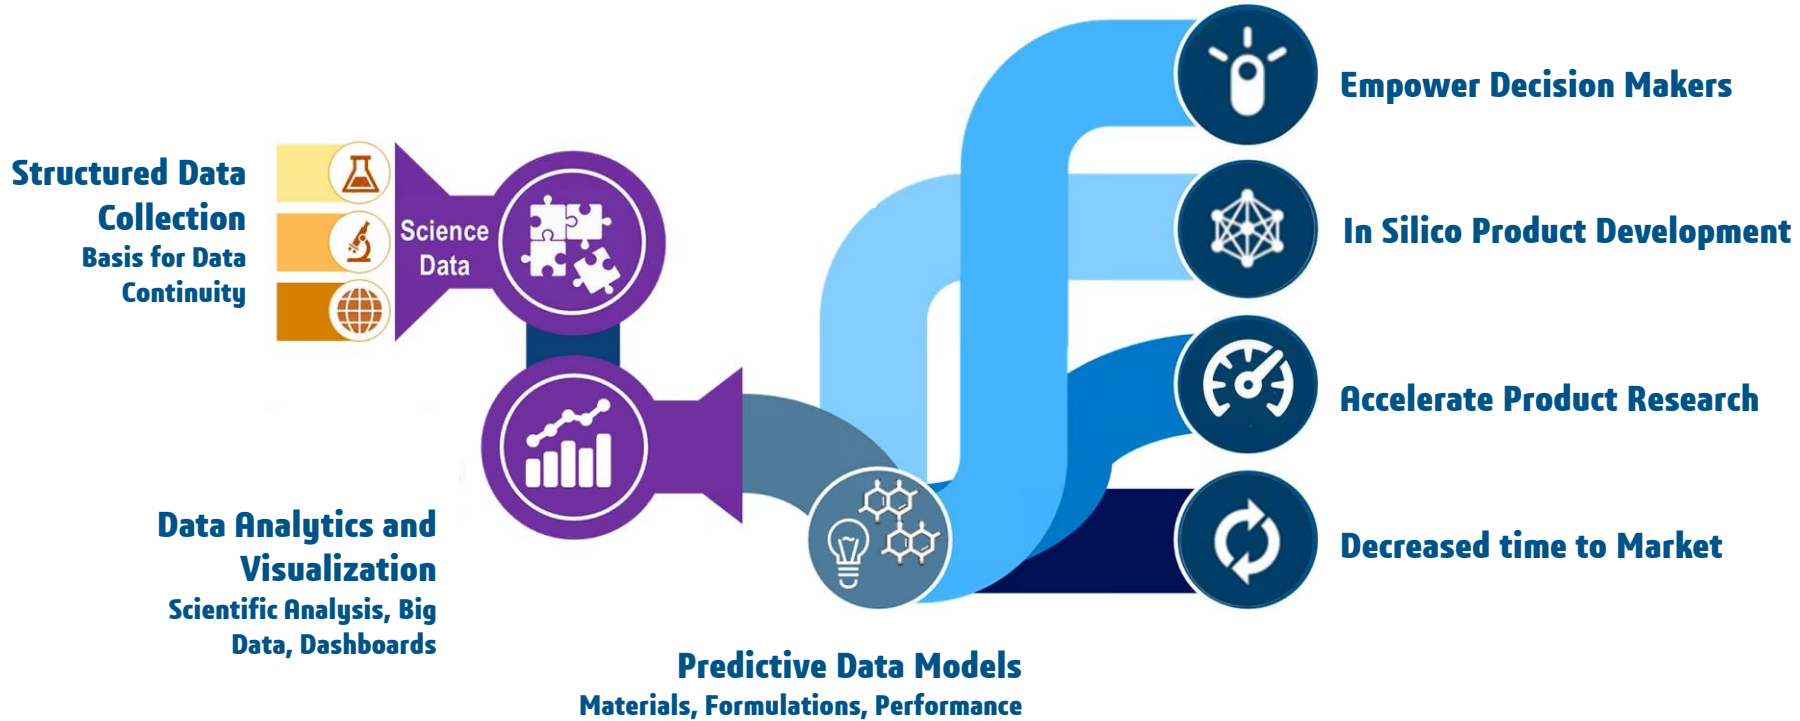 Structured Data
Collection
Basis for Data
Continuity
Science
Data
Data Analytics and
Visualization
Scientific Analysis, Big
Data, Dashboards
Predictive Data Models
Materials, Formulations, Performance
Empower Decision Makers
In Silico Product Development
Accelerate Product Research
Decreased time to Market